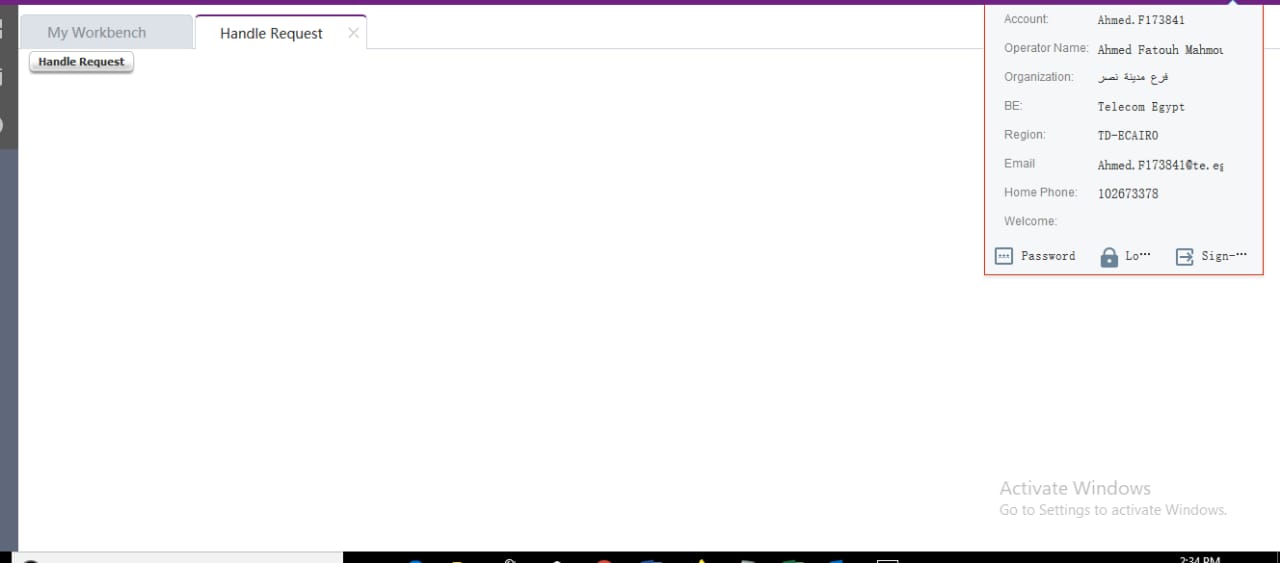 My Workbench
Handle Request
Handle Request
Account: Ahmed.F173841
Operator Name: Ahmed Fatouh Mahmou
Organization: فرع مدينة نصر
BE: Telecom Egypt
Region: TD-ECAIRO
Email Ahmed.F173841@te.eg
Home Phone: 102673378
Welcome:
Password Lo… Sign-…
Activate Windows
Go to Settings to activate Windows.
2:34 PM